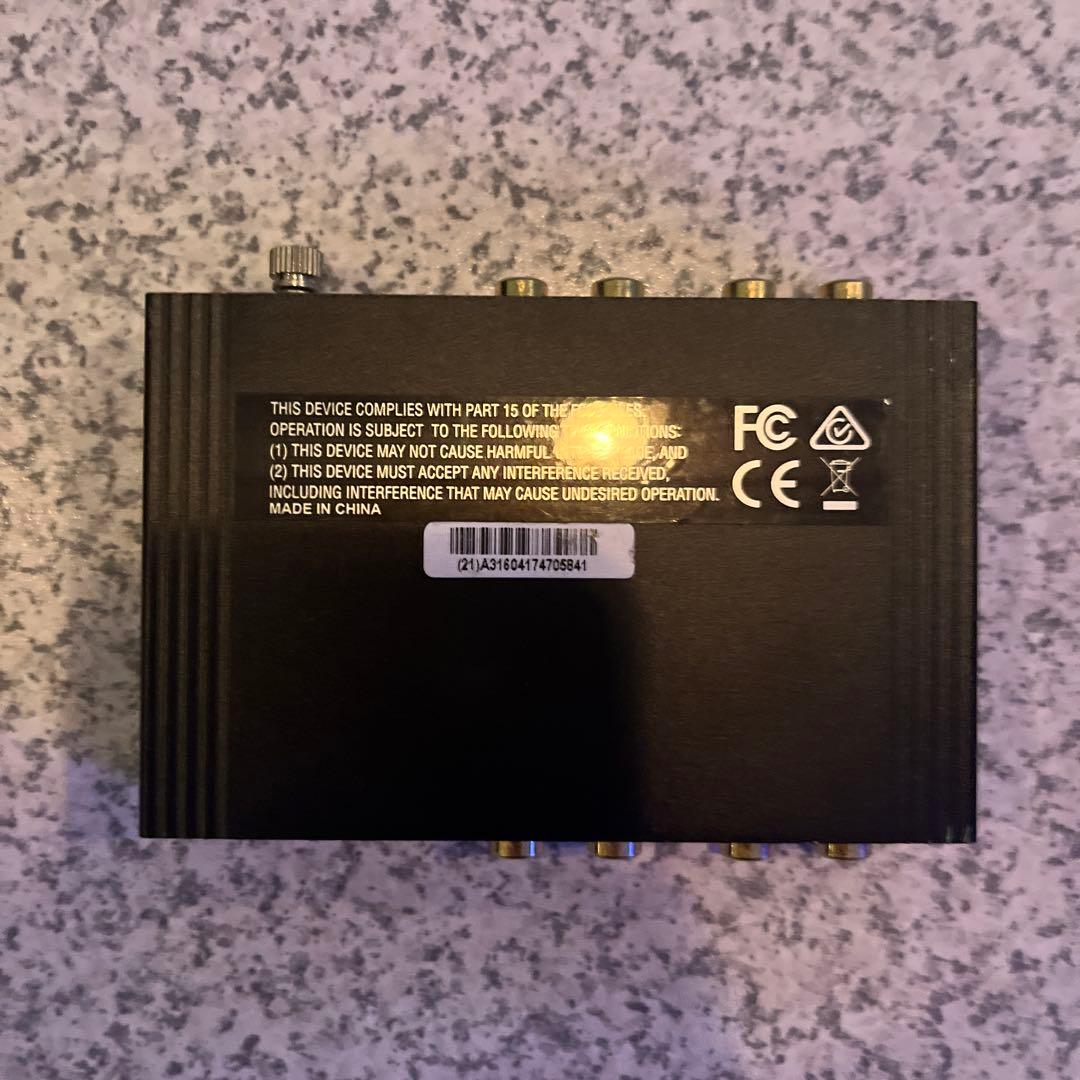 THIS DEVICE COMPLIES WITH PART 15 OF THE
OPERATION IS SUBJECT TO THE FOLLOWING
(1) THIS DEVICE MAY NOT CAUSE HARMFUL AND
(2) THIS DEVICE MUST ACCEPT ANY INTERFERENCE RECEIVED,
INCLUDING INTERFERENCE THAT MAY CAUSE UNDESIRED OPERATION.
MADE IN CHINA
FC
CE
(21)A31604174705841